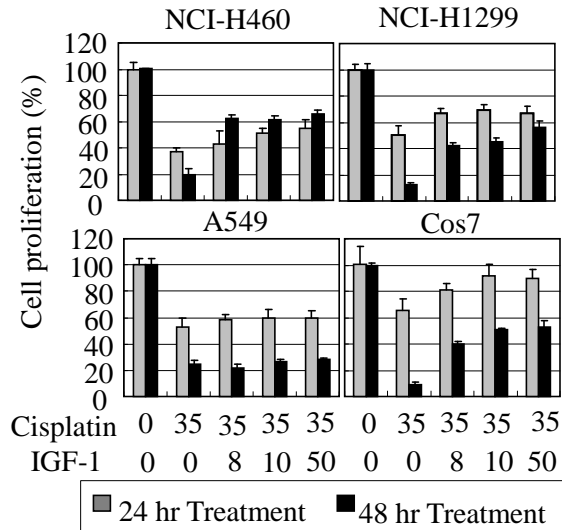 NCI-H460 NCI-H1299
Cell proliferation (%)
120
100
80
60
40
20
0
A549 Cos7
120
100
80
60
40
20
0
Cisplatin 0 35 35 35 35 0 35 35 35 35
IGF-1 0 0 8 10 50 0 0 8 10 50
24 hr Treatment 48 hr Treatment